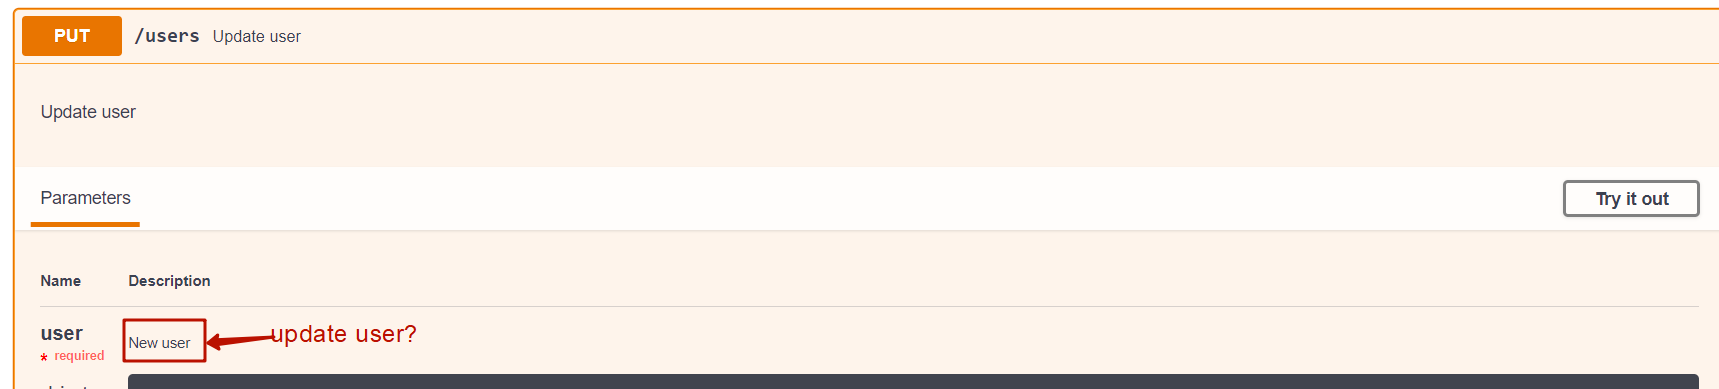 PUT /users Update user
Update user
Parameters Try it out
Name Description
user
New user update user?
* required